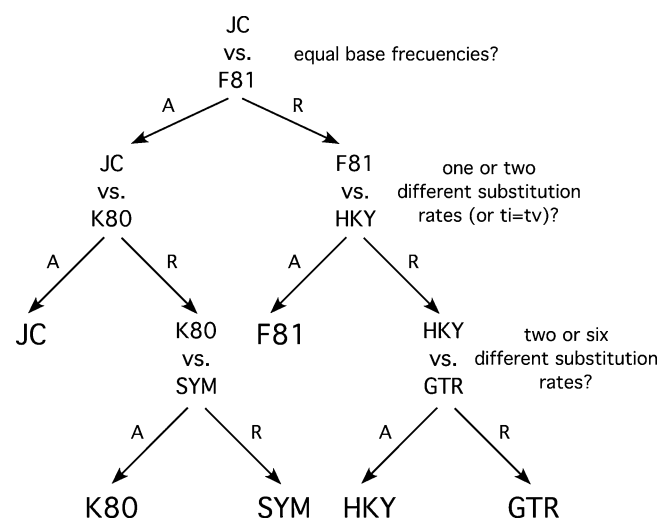 JC
vs.
F81
equal base frecuencies?
A
R
JC
vs.
K80
F81
vs.
HKY
one or two
different substitution
rates (or ti=tv)?
A
R
A
R
JC
K80
vs.
SYM
F81
HKY
vs.
GTR
two or six
different substitution
rates?
A
R
A
R
K80
SYM
HKY
GTR